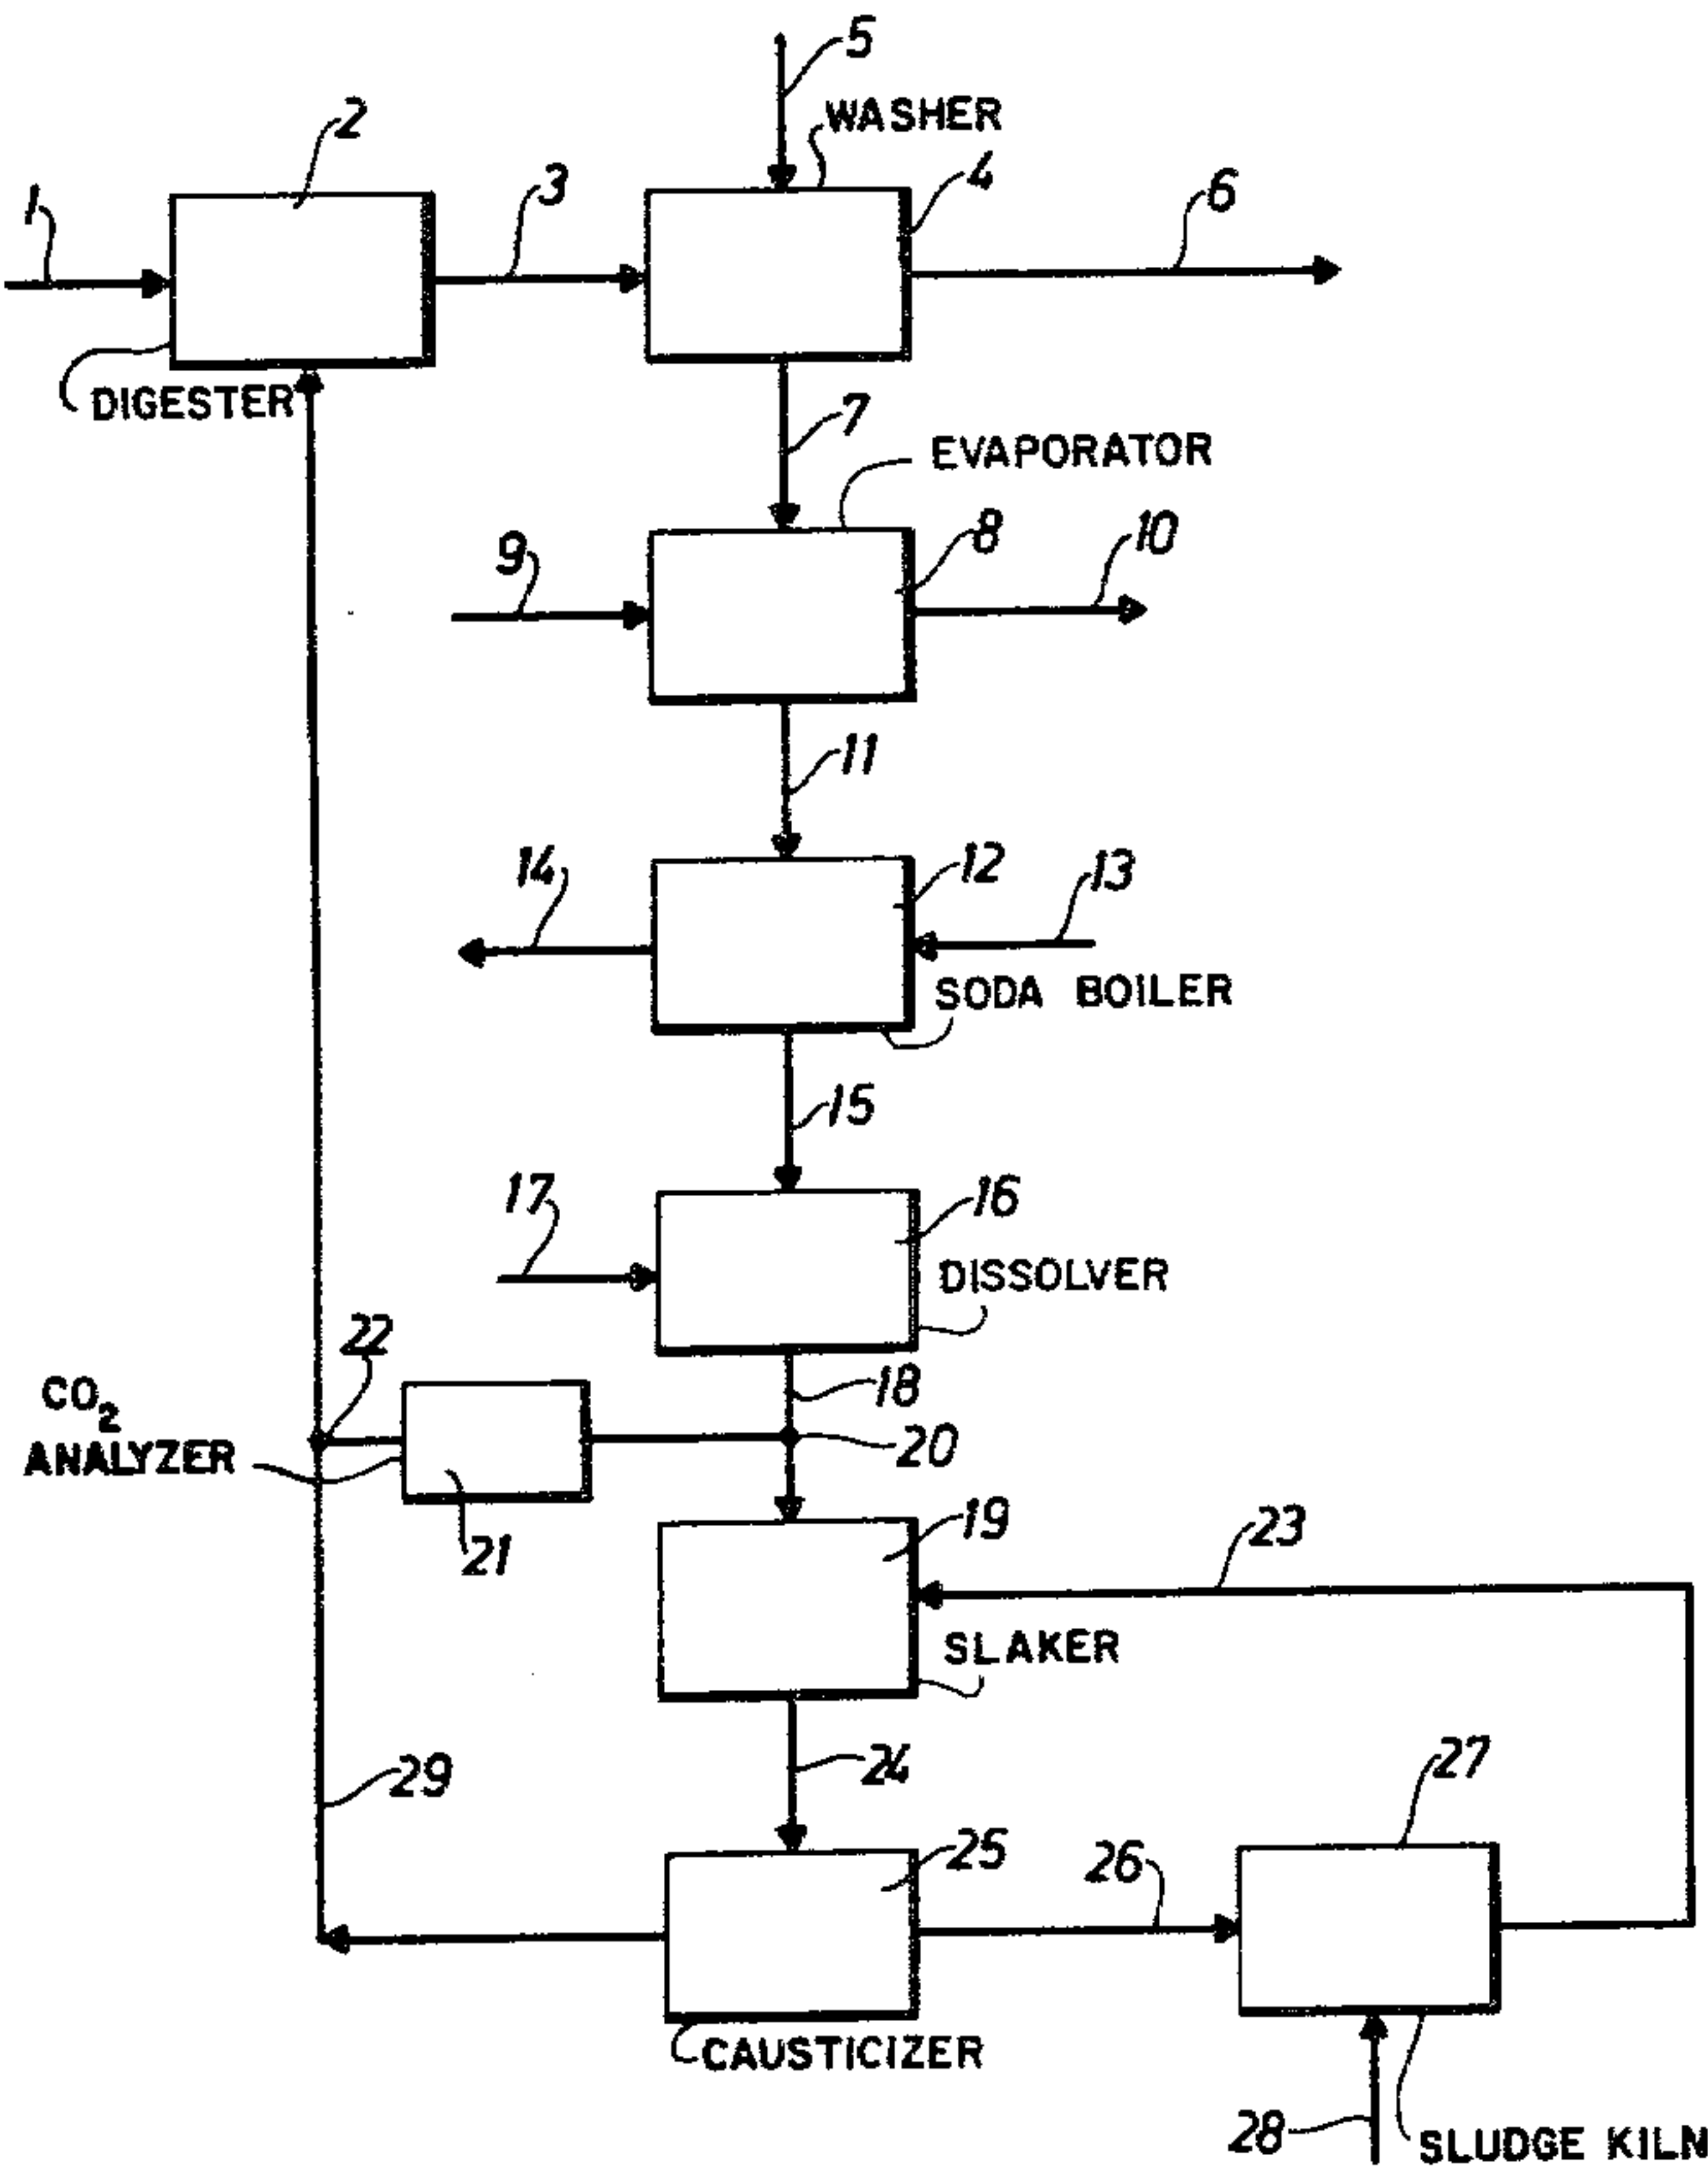 5
WASHER
2
4
3
6
1
DIGESTER
7
EVAPORATOR
8
10
9
11
12
13
14
SODA BOILER
15
16
17
DISSOLVER
22
18
CO2
ANALYZER
20
19
23
21
SLAKER
24
27
29
25
26
CAUSTICIZER
28
SLUDGE KILN